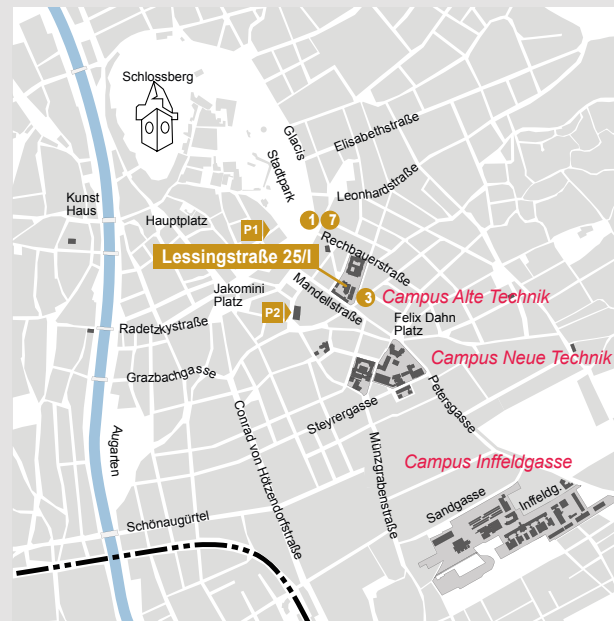 Schlossberg
Glacis
Stadtpark
Elisabethstraße
Leonhardstraße
Kunst
Haus
Hauptplatz
P1
1
7
Rechbauerstraße
Lessingstraße 25/I
Mandellstraße
3
Campus Alte Technik
Jakomini
Platz
P2
Felix Dahn
Platz
Radetzkystraße
Campus Neue Technik
Grazbachgasse
Steyrergasse
Petersgasse
Conrad von Hötzendorfstraße
Münzgrabenstraße
Augarten
Campus Inffeldgasse
Sandgasse
Inffeldg.
Schönaugürtel